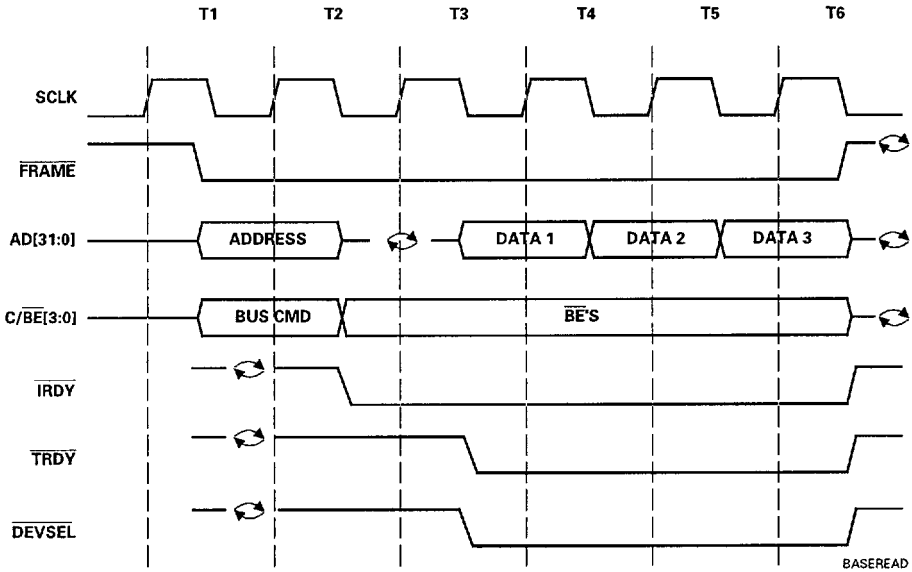 T1 T2 T3 T4 T5 T6
SCLK
FRAME
AD[31:0] ADDRESS DATA 1 DATA 2 DATA 3
C/BE[3:0] BUS CMD BE'S
IRDY
TRDY
DEVSEL
BASEREAD